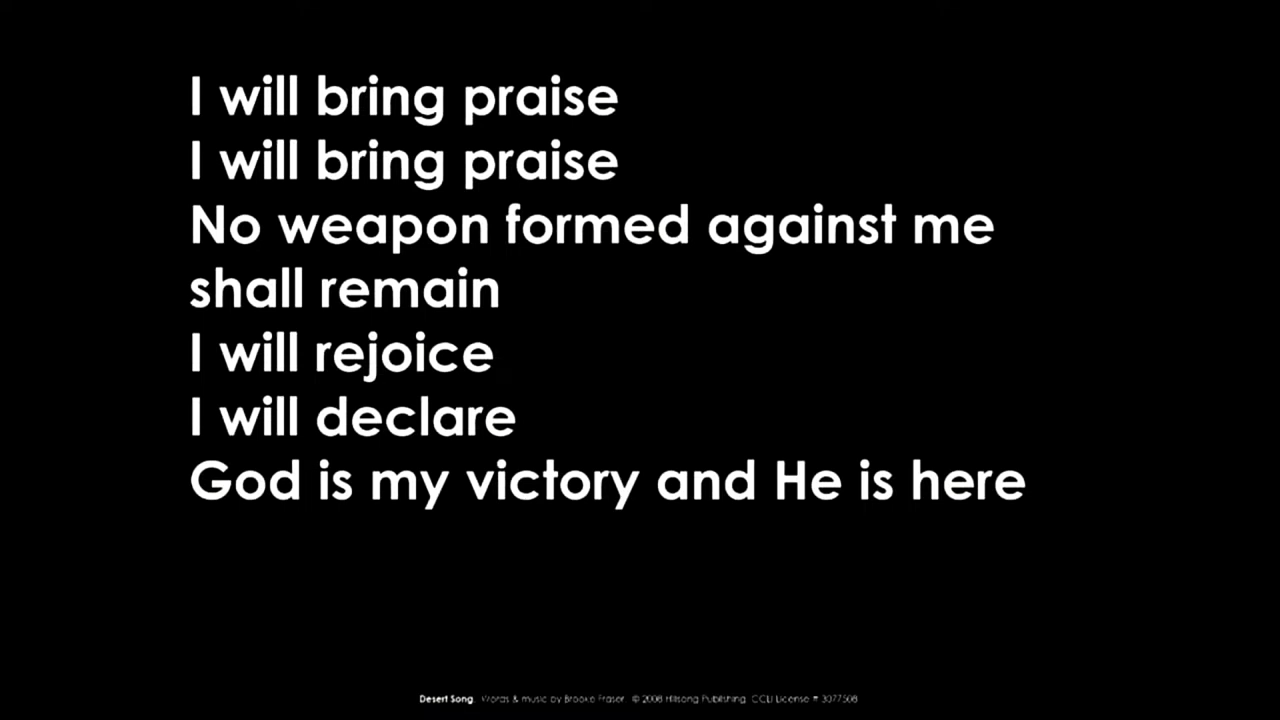 I will bring praise
I will bring praise
No weapon formed against me
shall remain
I will rejoice
I will declare
God is my victory and He is here
Desert Song. Words & music by Brooke Fraser. © 2008 Hillsong Publishing. CCLI License # 3077508